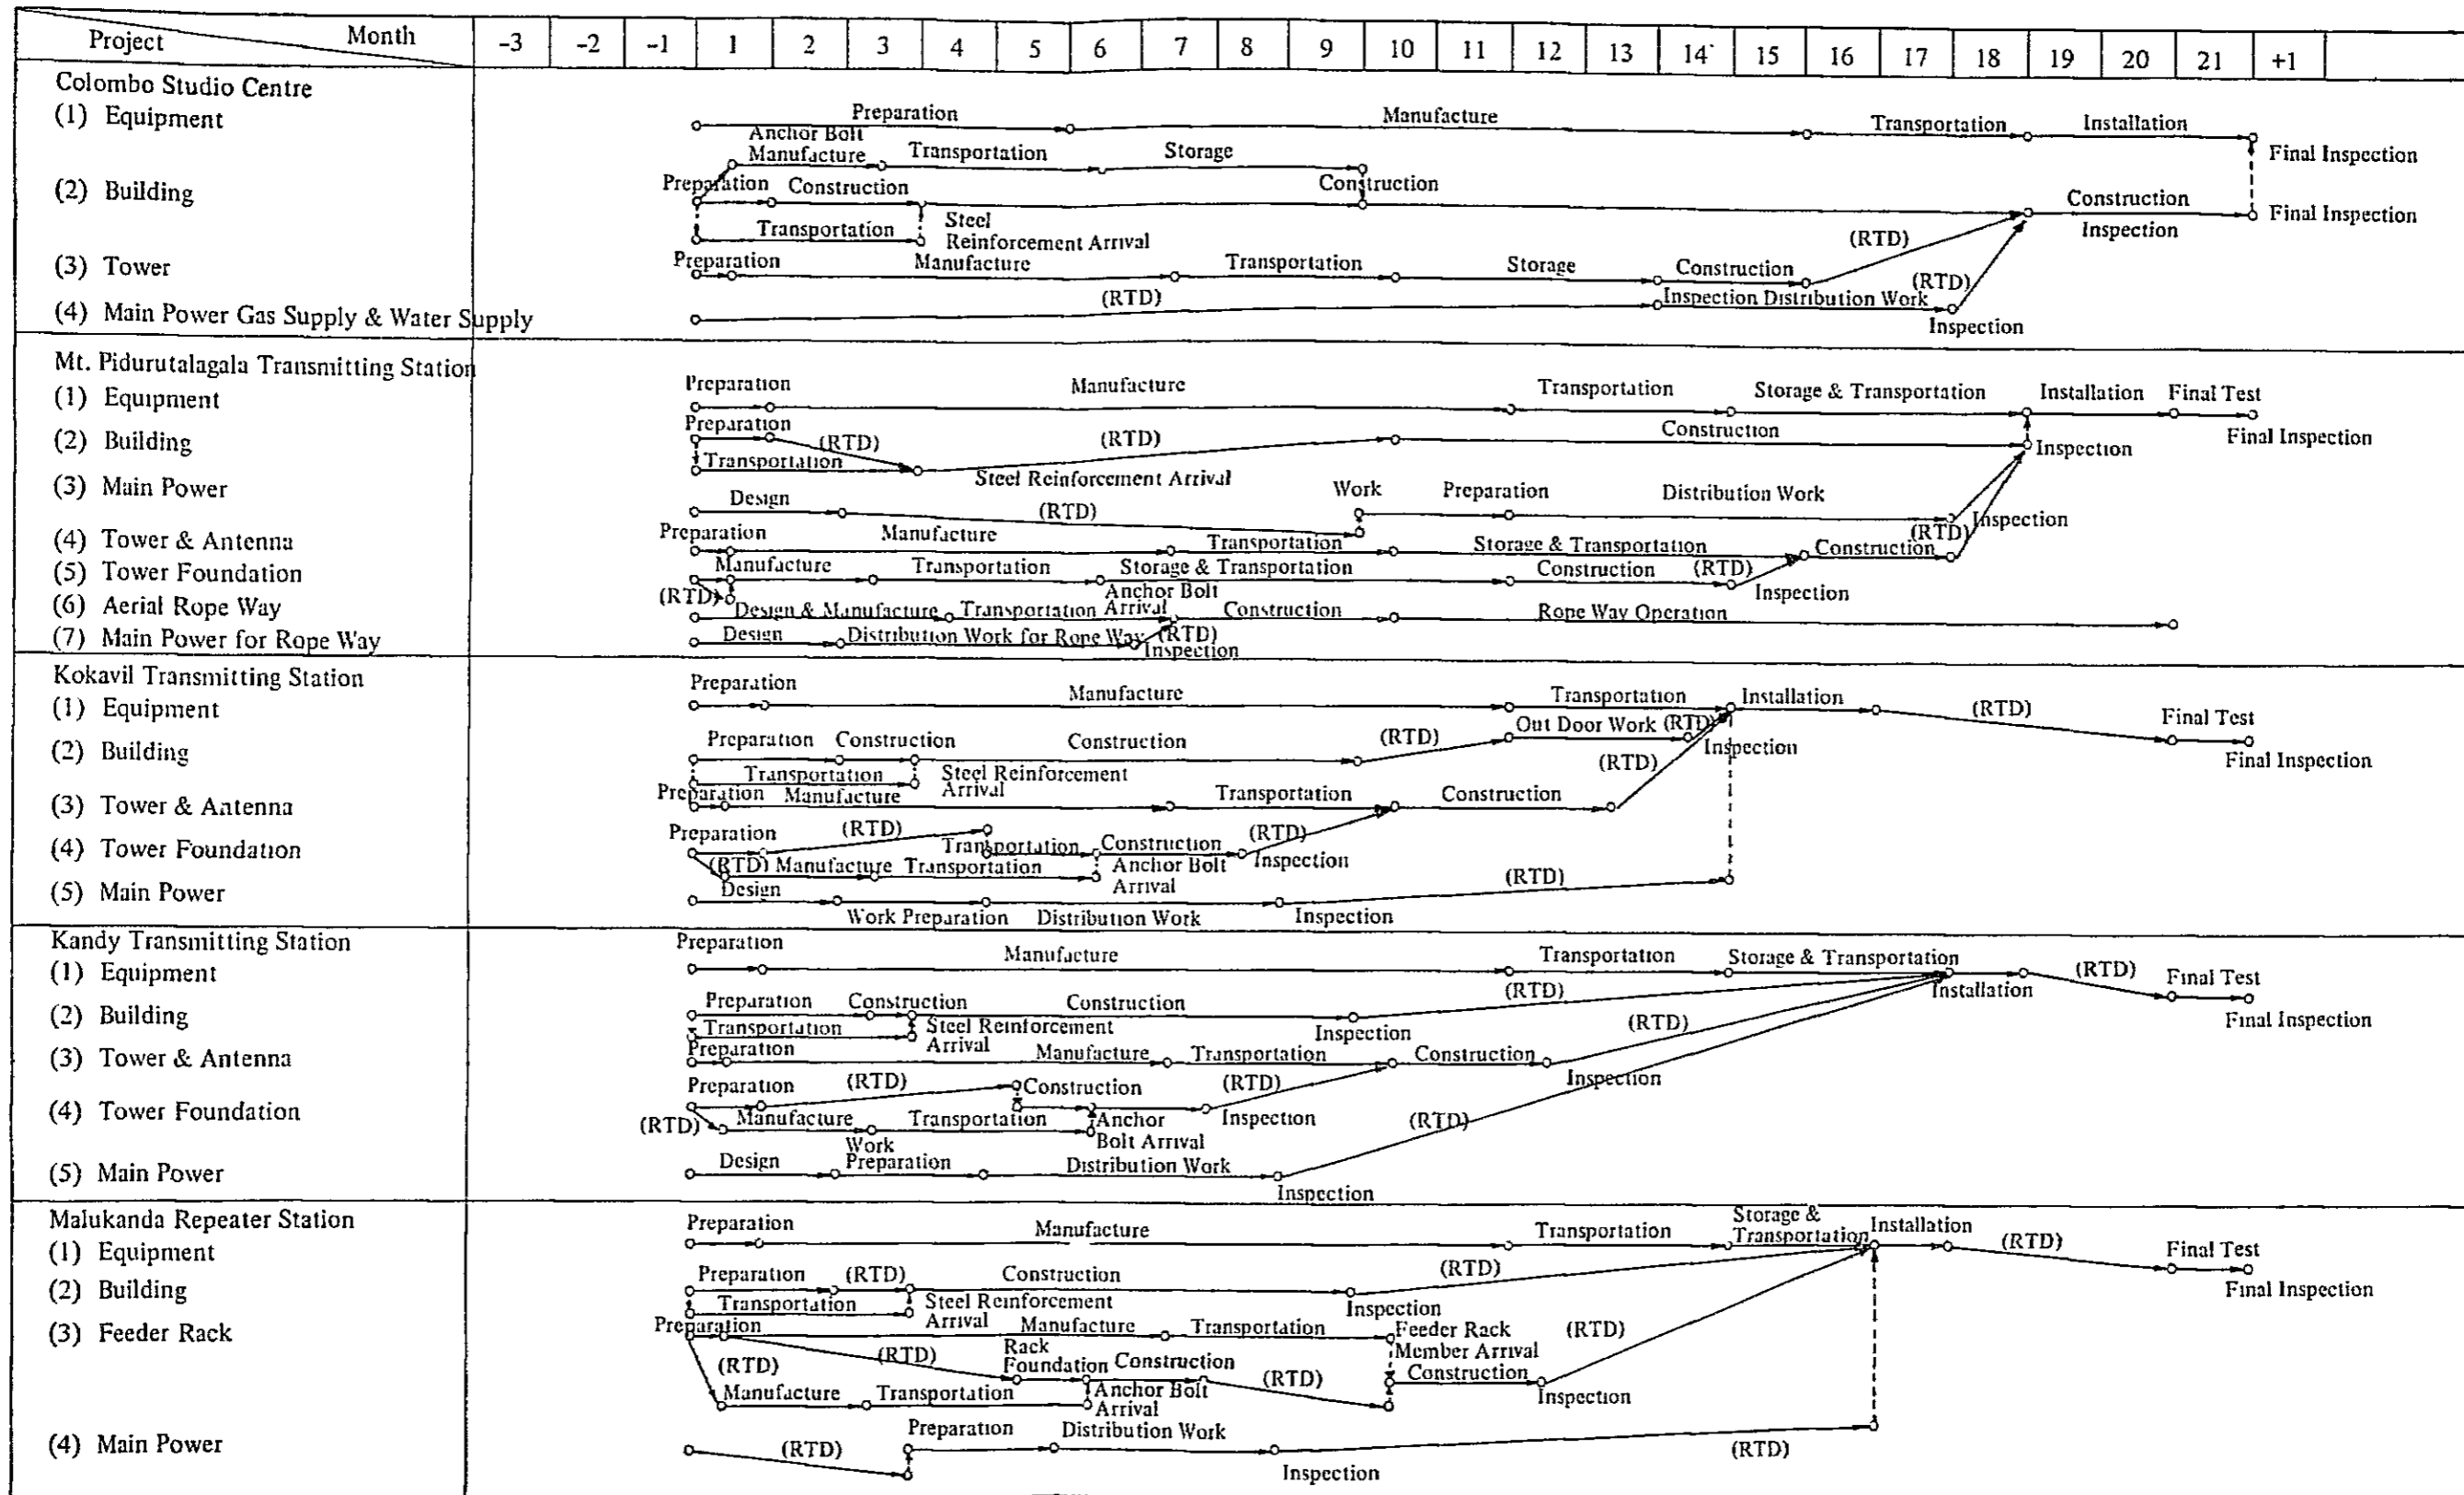 Project Month -3 -2 -1 1 2 3 4 5 6 7 8 9 10 11 12 13 14 15 16 17 18 19 20 21 +1
Colombo Studio Centre
Preparation Manufacture
(1) Equipment
Transportation Installation
Anchor Bolt
Manufacture Transportation Storage
Final Inspection
Preparation Construction Construction
(2) Building
Construction
Final Inspection
Transportation Steel
Reinforcement Arrival
(RTD) Inspection
(3) Tower
Preparation Manufacture Transportation Storage Construction
(RTD) (RTD)
Inspection Distribution Work
(4) Main Power Gas Supply & Water Supply
Inspection
Mt. Pidurutalagala Transmitting Station
Preparation Manufacture Transportation Storage & Transportation Installation Final Test
(1) Equipment
Preparation
(2) Building
(RTD) (RTD) Construction Final Inspection
Transportation Steel Reinforcement Arrival Inspection
(3) Main Power
Design (RTD) Work Preparation Distribution Work
Inspection
(4) Tower & Antenna
Preparation Manufacture Transportation Storage & Transportation Construction (RTD)
(5) Tower Foundation
Manufacture Transportation Storage & Transportation Construction (RTD)
(RTD) Anchor Bolt Inspection
(6) Aerial Rope Way
Design & Manufacture Transportation Arrival Construction Rope Way Operation
(7) Main Power for Rope Way
Design Distribution Work for Rope Way (RTD)
Inspection
Kokavil Transmitting Station
Preparation Manufacture Transportation Installation
(1) Equipment
(RTD) Final Test
Out Door Work (RTD)
(2) Building
Preparation Construction Construction (RTD) Inspection
Final Inspection
Transportation Steel Reinforcement
Arrival
(RTD)
(3) Tower & Antenna
Preparation Manufacture Transportation Construction
Preparation (RTD) (RTD)
(4) Tower Foundation
Transportation Construction Inspection
(RTD) Manufacture Transportation Anchor Bolt
Arrival
(5) Main Power
Design (RTD)
Work Preparation Distribution Work Inspection
Kandy Transmitting Station
Preparation Manufacture Transportation Storage & Transportation
(1) Equipment
(RTD) Final Test
Installation
(2) Building
Preparation Construction Construction (RTD)
Final Inspection
Transportation Steel Reinforcement
Arrival
Inspection (RTD)
(3) Tower & Antenna
Preparation Manufacture Transportation Construction
Inspection
Preparation (RTD) Construction (RTD)
(4) Tower Foundation
(RTD) Manufacture Transportation Anchor
Bolt Arrival
Inspection (RTD)
(5) Main Power
Design Work
Preparation Distribution Work
Inspection
Malukanda Repeater Station
Preparation Manufacture Transportation Storage &
Transportation Installation
(1) Equipment
(RTD) Final Test
(2) Building
Preparation (RTD) Construction (RTD)
Final Inspection
Transportation Steel Reinforcement
Arrival
Inspection
(3) Feeder Rack
Preparation Manufacture Transportation Feeder Rack
Member Arrival
(RTD)
(RTD) (RTD) Rack
Foundation Construction (RTD) Construction
Manufacture Transportation Anchor Bolt
Arrival
Inspection
(4) Main Power
(RTD) Preparation Distribution Work
Inspection (RTD)